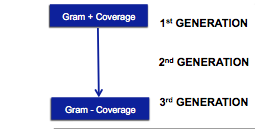 Gram + Coverage
1st GENERATION
2nd GENERATION
3rd GENERATION
Gram - Coverage